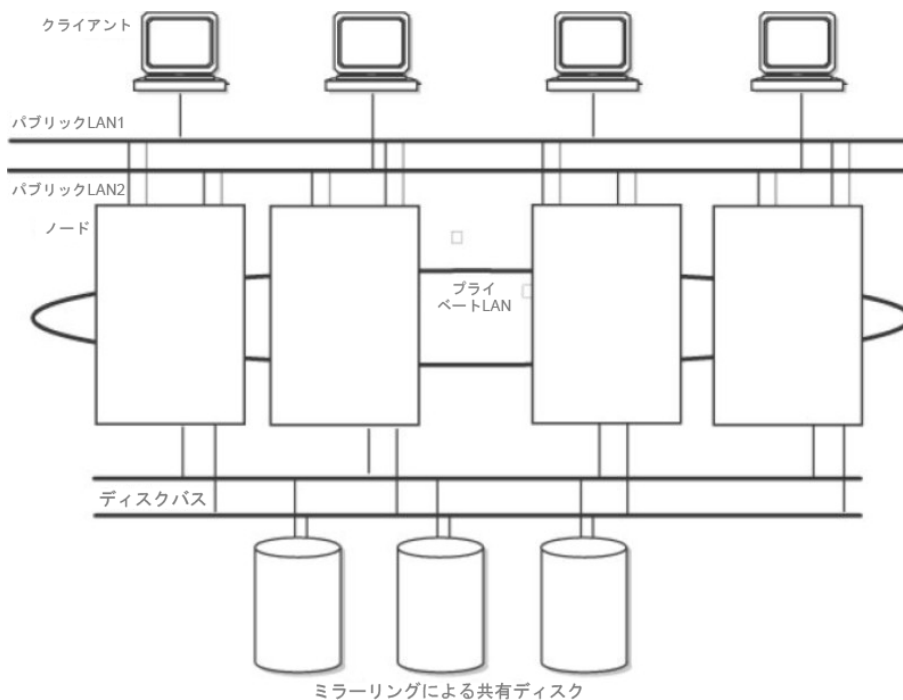 クライアント
パブリックLAN1
パブリックLAN2
ノード
プライ
ベートLAN
ディスクバス
ミラーリングによる共有ディスク